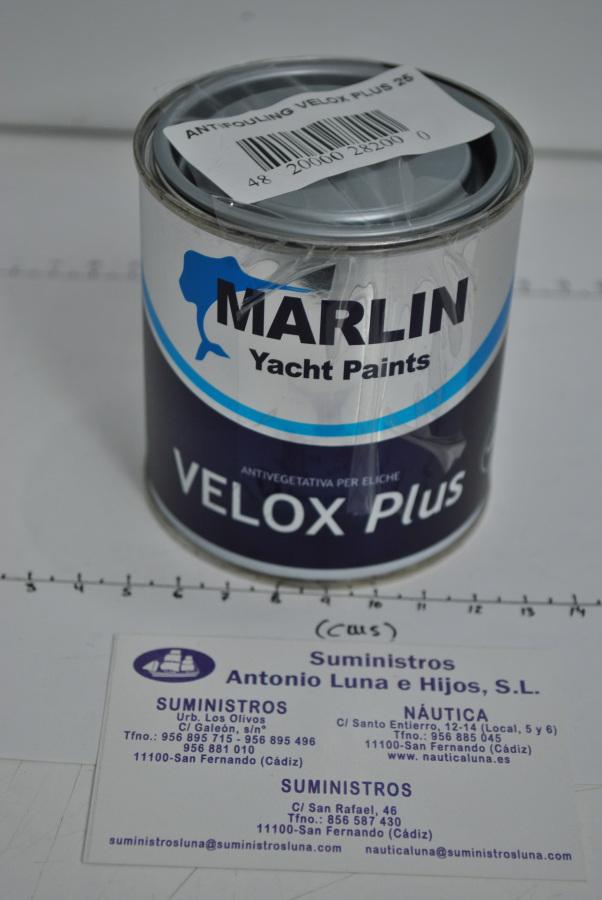 ANTIFOULING VELOX PLUS 25
48 20000 28200 0
MARLIN
Yacht Paints
ANTIVEGETATIVA PER ELICHE
VELOX Plus
3 4 5 6 7 8 9 10 11 12 13 14
(cms)
Suministros
Antonio Luna e Hijos, S.L.
SUMINISTROS
Urb. Los Olivos
C/ Galeón, s/nº
Tfno.: 956 895 715 - 956 895 496
956 881 010
11100-San Fernando (Cádiz)
NÁUTICA
C/ Santo Entierro, 12-14 (Local, 5 y 6)
Tfno.: 956 885 045
11100-San Fernando (Cádiz)
www. nauticaluna.es
SUMINISTROS
C/ San Rafael, 46
Tfno.: 856 587 430
11100-San Fernando (Cádiz)
suministrosluna@suministrosluna.com nauticaluna@suministrosluna.com